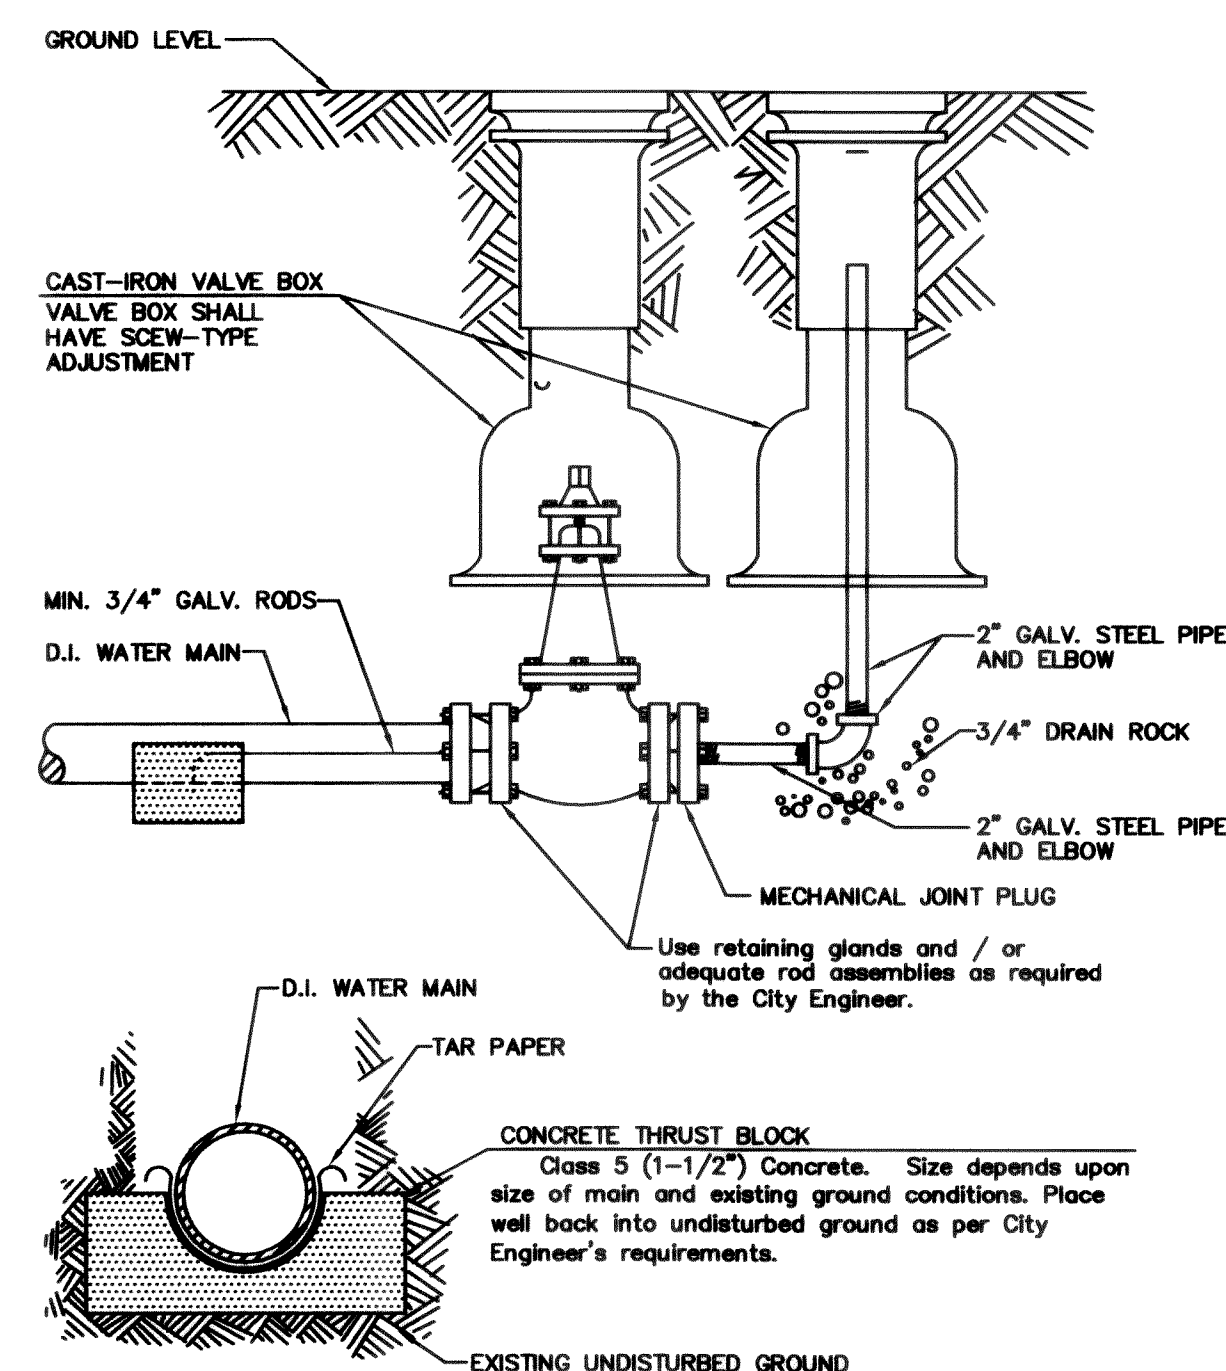 GROUND LEVEL
CAST-IRON VALVE BOX
VALVE BOX SHALL
HAVE SCEW-TYPE
ADJUSTMENT
MIN. 3/4" GALV. RODS
D.I. WATER MAIN
2" GALV. STEEL PIPE
AND ELBOW
3/4" DRAIN ROCK
2" GALV. STEEL PIPE
AND ELBOW
MECHANICAL JOINT PLUG
Use retaining glands and / or
adequate rod assemblies as required
by the City Engineer.
D.I. WATER MAIN
TAR PAPER
CONCRETE THRUST BLOCK
Class 5 (1-1/2") Concrete. Size depends upon
size of main and existing ground conditions. Place
well back into undisturbed ground as per City
Engineer's requirements.
EXISTING UNDISTURBED GROUND